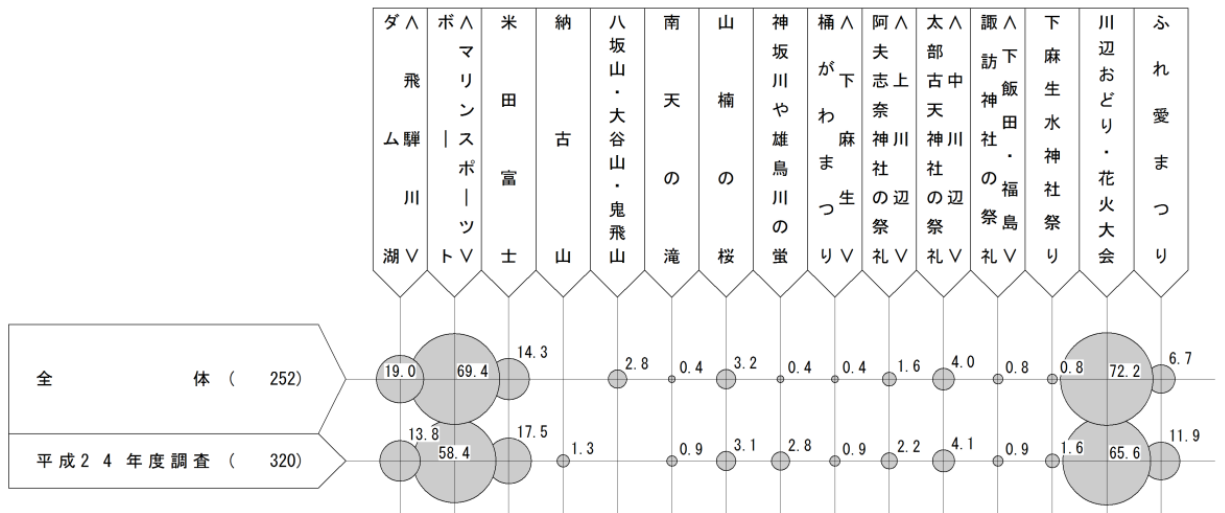 <飛騨川>
ダム湖
<マリンスポーツ>
ボート
米田富士
納古山
八坂山・大谷山・鬼飛山
南天の滝
山楠の桜
神坂川や雄鳥川の蛍
<下麻生>
桶がわまつり
<上川辺>
阿夫志奈神社の祭礼
<中川辺>
太部古天神社の祭礼
<下飯田・福島>
諏訪神社の祭礼
下麻生水神社祭り
川辺おどり・花火大会
ふれ愛まつり
全体 ( 252) 19.0 69.4 14.3 2.8 0.4 3.2 0.4 0.4 1.6 4.0 0.8 0.8 72.2 6.7
平成24年度調査 ( 320) 13.8 58.4 17.5 1.3 0.9 3.1 2.8 0.9 2.2 4.1 0.9 1.6 65.6 11.9